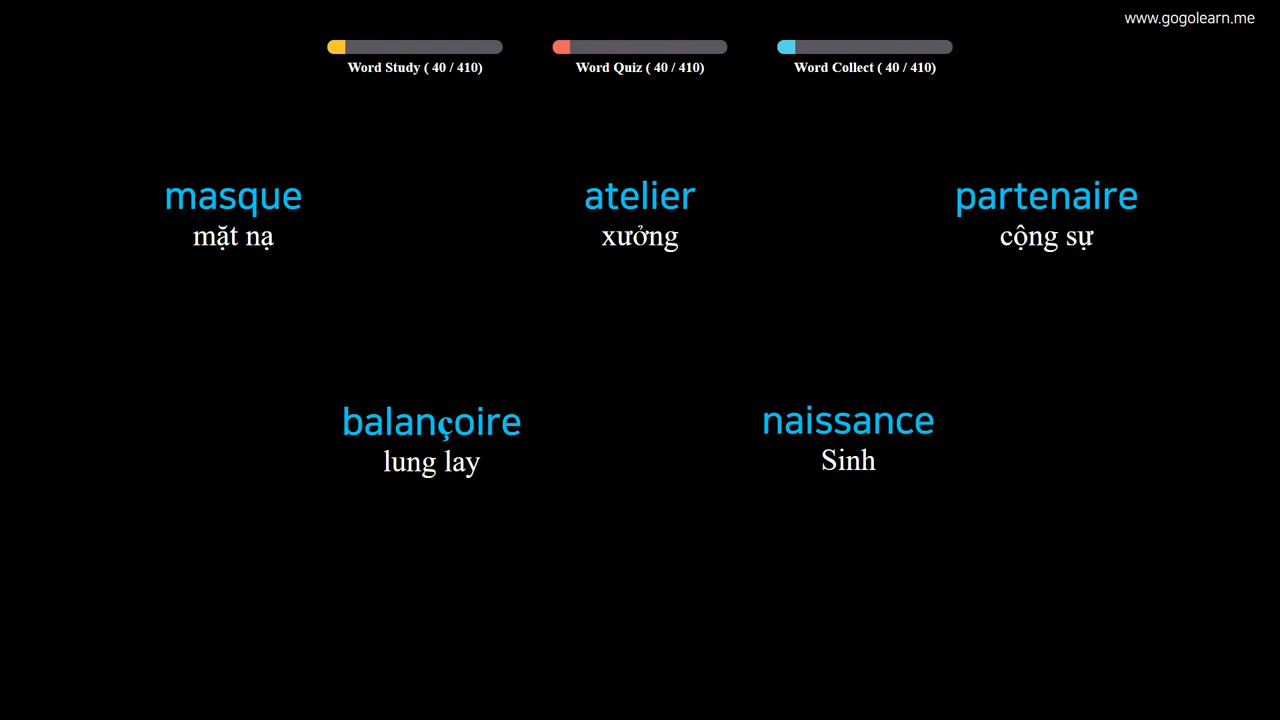 www.gogolearn.me
Word Study ( 40 / 410)
Word Quiz ( 40 / 410)
Word Collect ( 40 / 410)
masque
mặt nạ
atelier
xưởng
partenaire
cộng sự
balançoire
lung lay
naissance
Sinh